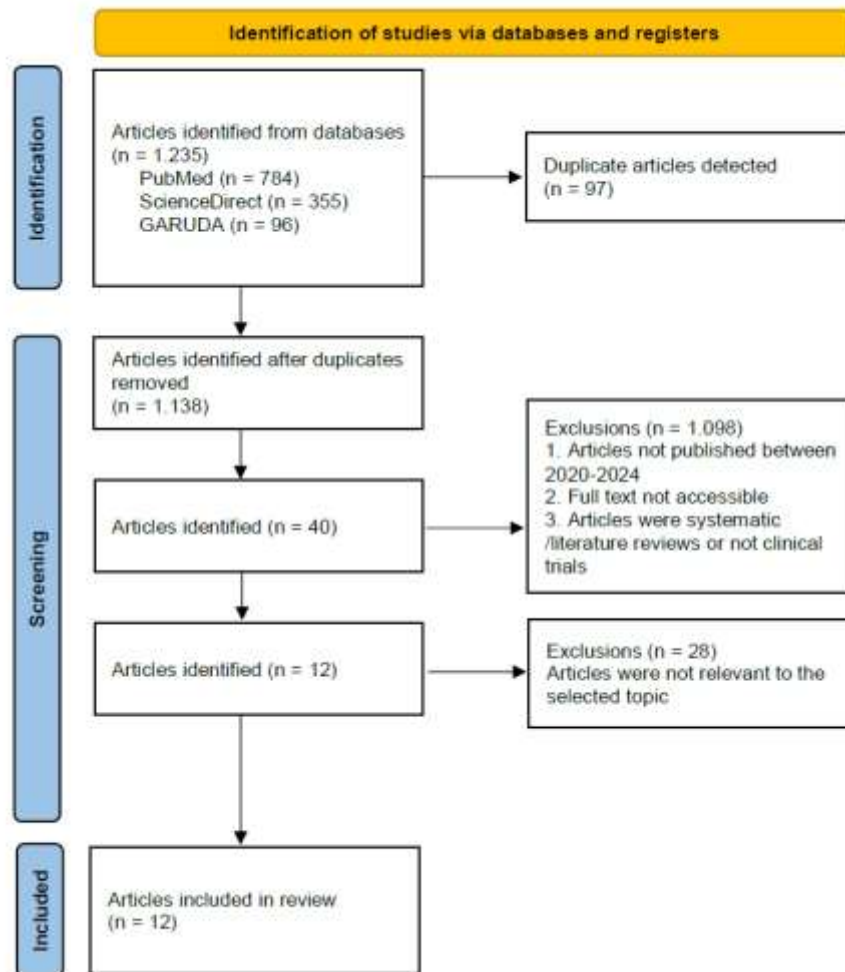 Identification of studies via databases and registers
Identification
Articles identified from databases
(n = 1.235)
PubMed (n = 784)
ScienceDirect (n = 355)
GARUDA (n = 96)
Duplicate articles detected
(n = 97)
Screening
Articles identified after duplicates
removed
(n = 1.138)
Articles identified (n = 40)
Exclusions (n = 1.098)
1. Articles not published between
2020-2024
2. Full text not accessible
3. Articles were systematic
/literature reviews or not clinical
trials
Articles identified (n = 12)
Exclusions (n = 28)
Articles were not relevant to the
selected topic
Included
Articles included in review
(n = 12)